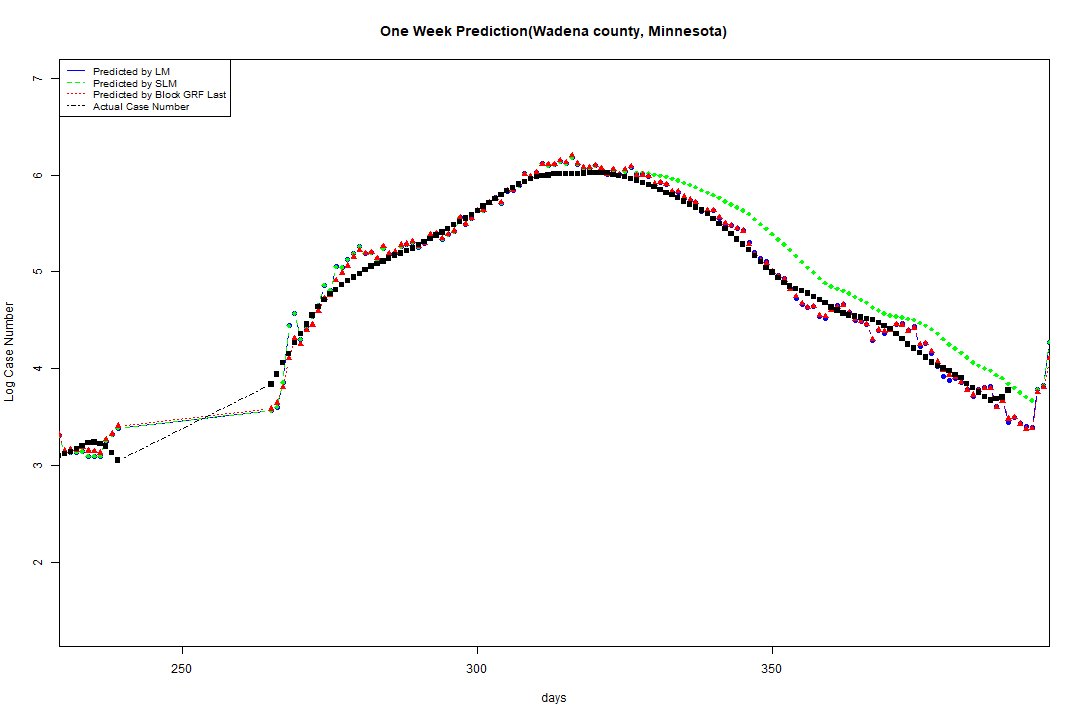 One Week Prediction(Wadena county, Minnesota)
Predicted by LM
Predicted by SLM
Predicted by Block GRF Last
Actual Case Number
7
6
5
4
3
2
Log Case Number
250
300
350
days